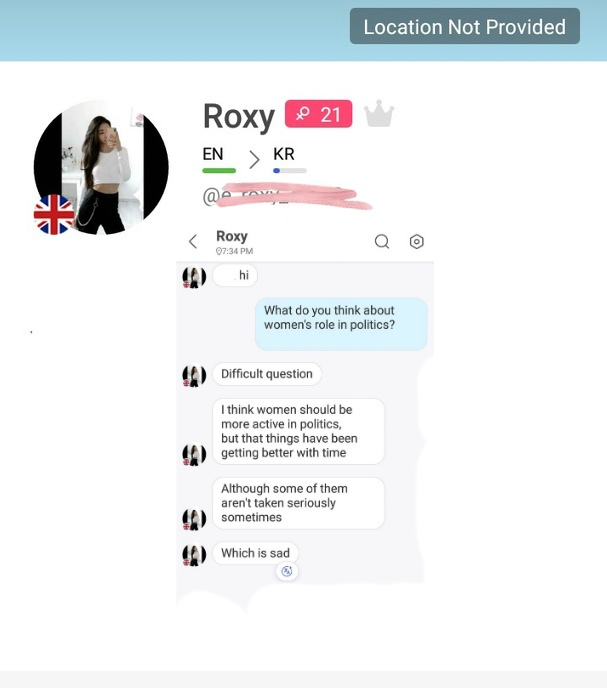 Location Not Provided
Roxy 21
EN > KR
Roxy
7:34 PM
hi
What do you think about
women's role in politics?
Difficult question
I think women should be
more active in politics,
but that things have been
getting better with time
Although some of them
aren't taken seriously
sometimes
Which is sad